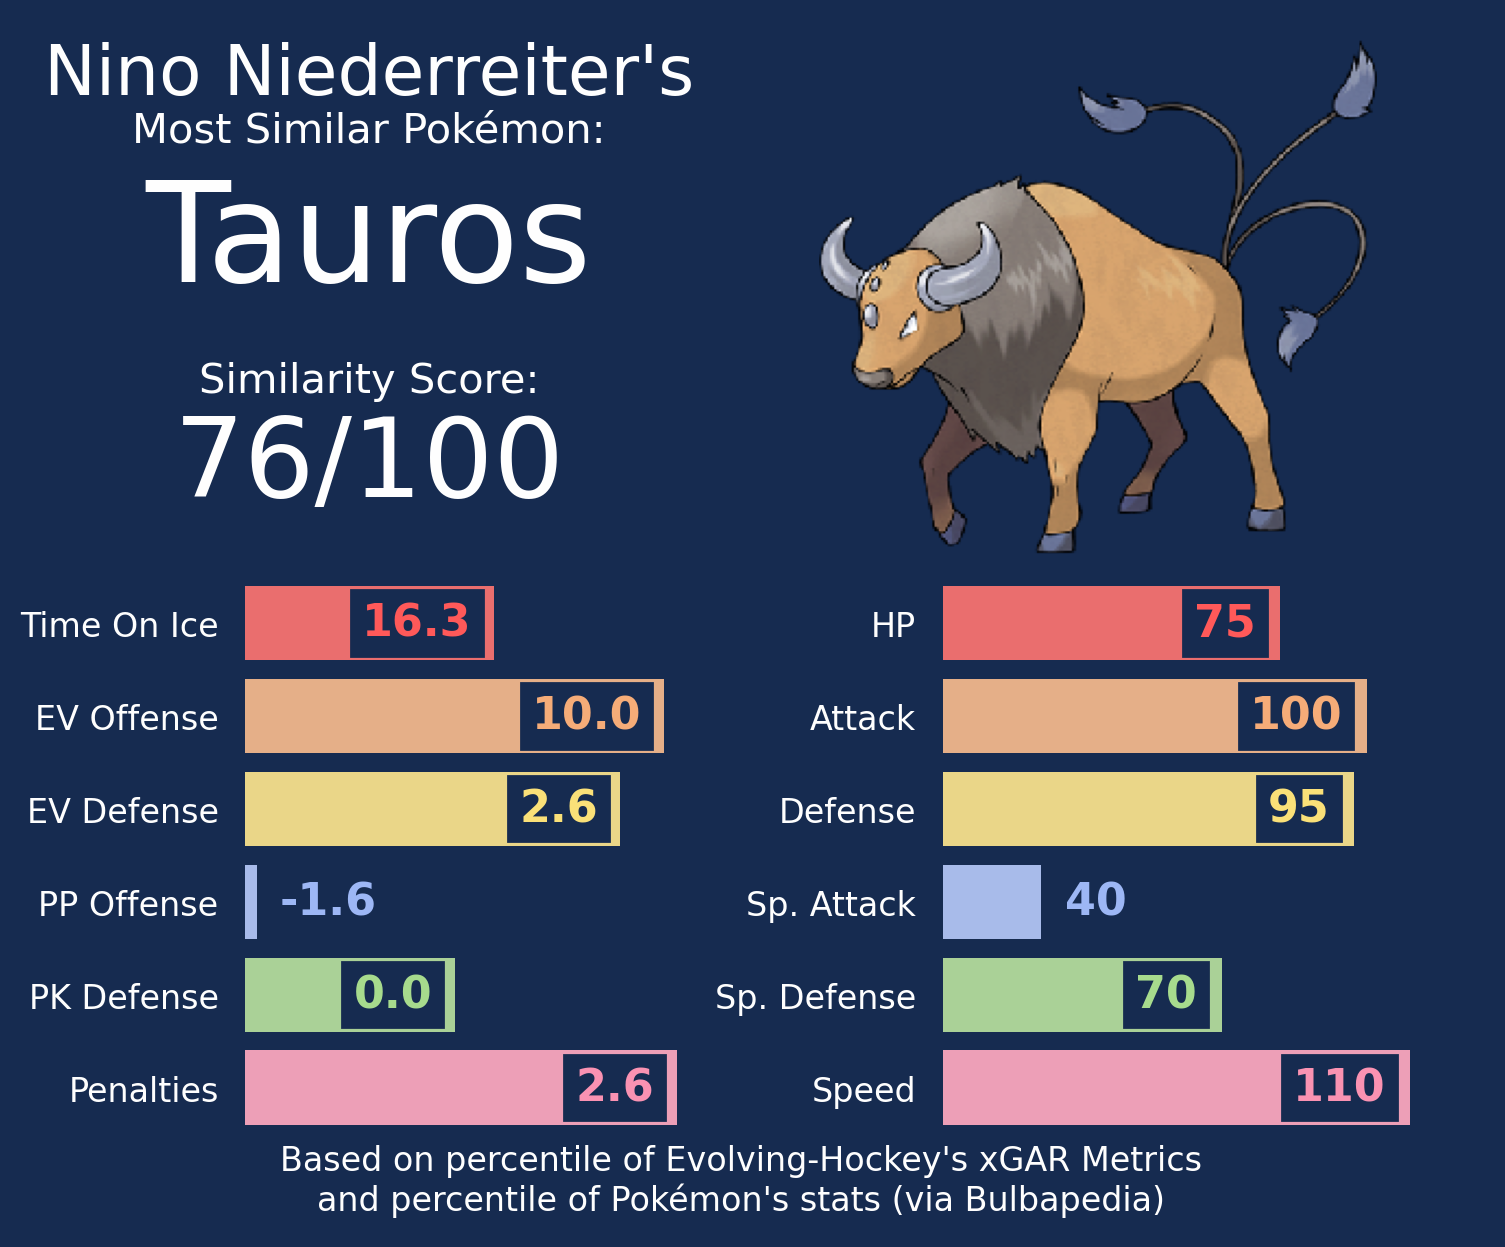 Nino Niederreiter's
Most Similar Pokémon:
Tauros
Similarity Score:
76/100
Time On Ice 16.3
EV Offense 10.0
EV Defense 2.6
PP Offense -1.6
PK Defense 0.0
Penalties 2.6
HP 75
Attack 100
Defense 95
Sp. Attack 40
Sp. Defense 70
Speed 110
Based on percentile of Evolving-Hockey's xGAR Metrics
and percentile of Pokémon's stats (via Bulbapedia)